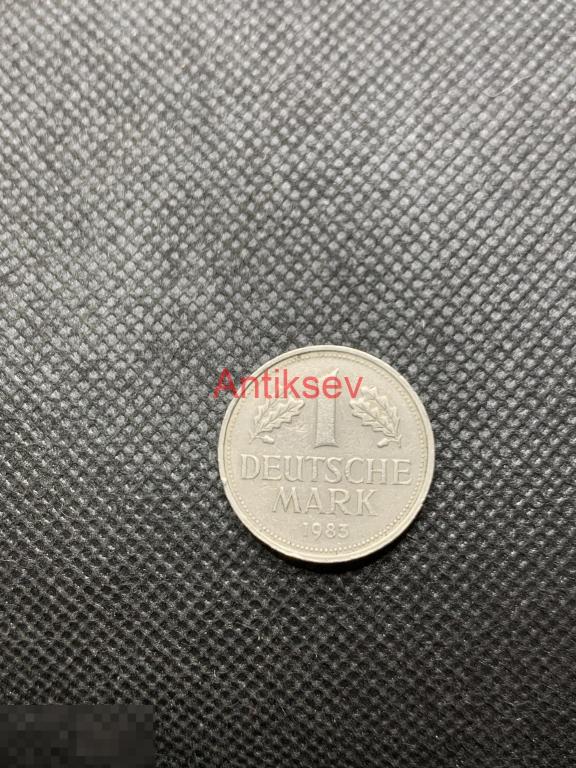 Antiksev
1
DEUTSCHE
MARK
1983